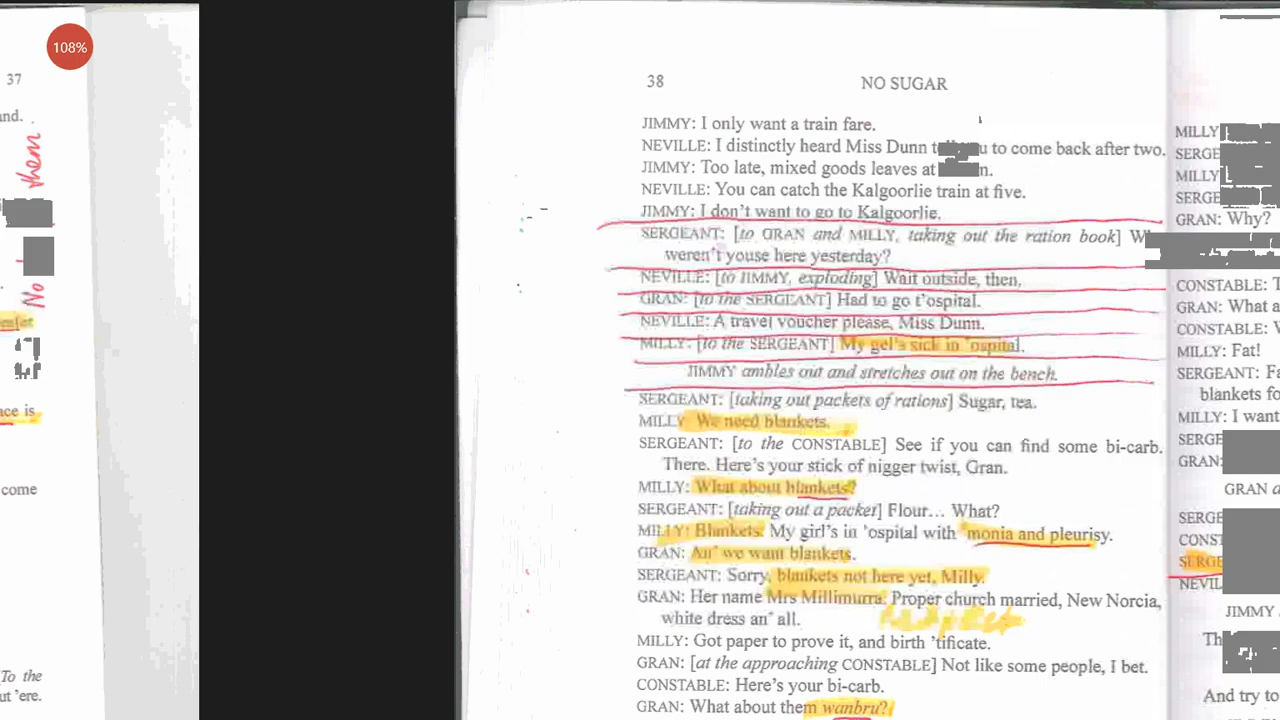 108%
37
and.
them
No
come
To the
ut 'ere.
38 NO SUGAR
JIMMY: I only want a train fare.
NEVILLE: I distinctly heard Miss Dunn u to come back after two.
JIMMY: Too late, mixed goods leaves at
NEVILLE: You can catch the Kalgoorlie train at five.
JIMMY: I don't want to go to Kalgoorlie.
SERGEANT: [to GRAN and MILLY, taking out the ration book]
weren't youse here yesterday?
NEVILLE: [to JIMMY, exploding] Wait outside, then.
GRAN: [to the SERGEANT] Had to go t'ospital.
NEVILLE: A travel voucher please, Miss Dunn.
MILLY: [to the SERGEANT] My gel's sick in 'ospital.
JIMMY ambles out and stretches out on the bench.
SERGEANT: [taking out packets of rations] Sugar, tea.
MILLY We need blankets.
SERGEANT: [to the CONSTABLE] See if you can find some bi-carb.
There. Here's your stick of nigger twist, Gran.
MILLY: What about blankets?
SERGEANT: [taking out a packet] Flour... What?
MILLY: Blankets. My girl's in 'ospital with 'monia and pleurisy.
GRAN: An' we want blankets.
SERGEANT: Sorry, blankets not here yet, Milly.
GRAN: Her name Mrs Millimurra. Proper church married, New Norcia,
white dress an' all.
MILLY: Got paper to prove it, and birth 'tificate.
GRAN: [at the approaching CONSTABLE] Not like some people, I bet.
CONSTABLE: Here's your bi-carb.
GRAN: What about them wanbru?
MILLY
SERGE
MILLY
SERGE
GRAN: Why?
CONSTABLE: T
GRAN: What a
CONSTABLE: V
MILLY: Fat!
SERGEANT: Fa
blankets fo
MILLY: I want
SERGE
GRAN:
GRAN a
SERGE
CONST
SERGE
NEVIL
JIMMY
Th
And try to